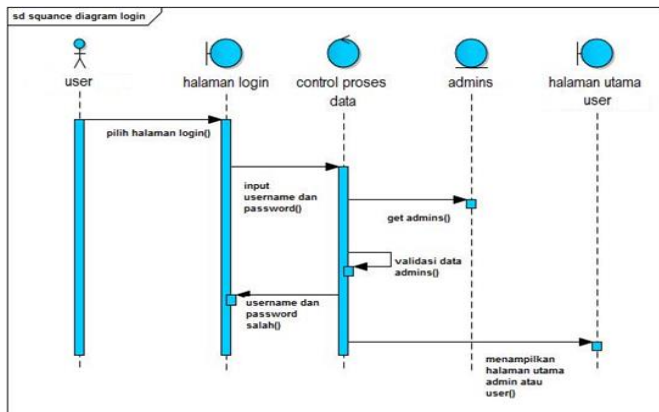 sd squance diagram login
user
halaman login
control proses
data
admins
halaman utama
user
pilih halaman login()
input
username dan
password()
get admins()
validasi data
admins()
username dan
password
salah()
menampilkan
halaman utama
admin atau
user()